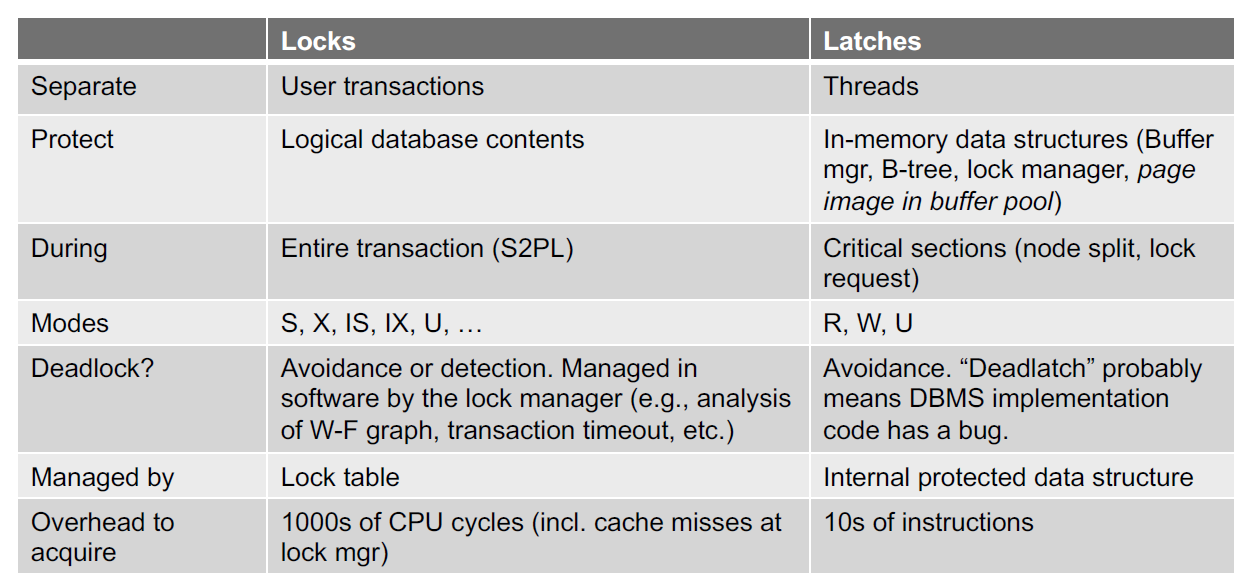 Locks
Latches
Separate
User transactions
Threads
Protect
Logical database contents
In-memory data structures (Buffer
mgr, B-tree, lock manager, page
image in buffer pool)
During
Entire transaction (S2PL)
Critical sections (node split, lock
request)
Modes
S, X, IS, IX, U, …
R, W, U
Deadlock?
Avoidance or detection. Managed in
software by the lock manager (e.g., analysis
of W-F graph, transaction timeout, etc.)
Avoidance. “Deadlatch” probably
means DBMS implementation
code has a bug.
Managed by
Lock table
Internal protected data structure
Overhead to
acquire
1000s of CPU cycles (incl. cache misses at
lock mgr)
10s of instructions